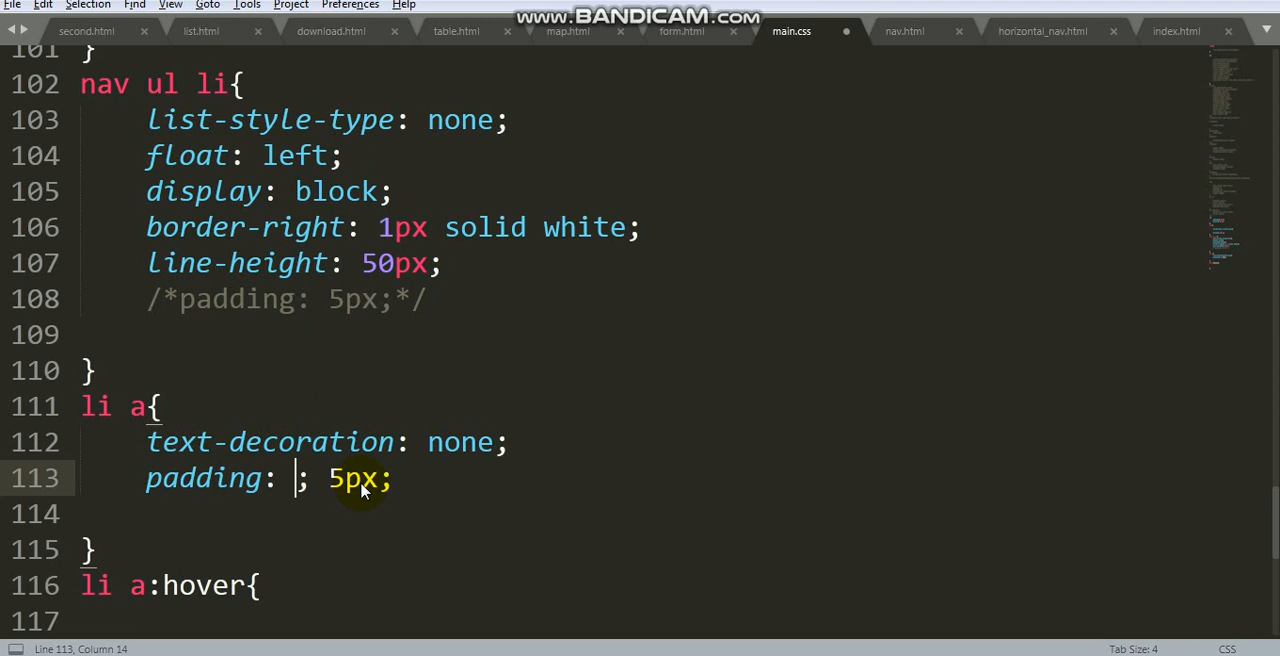 File Edit Selection Find View Goto Tools Project Preferences Help
www.BANDICAM.com
second.html list.html download.html table.html map.html form.html main.css nav.html horizontal_nav.html index.html
101 }
102 nav ul li{
103 list-style-type: none;
104 float: left;
105 display: block;
106 border-right: 1px solid white;
107 line-height: 50px;
108 /*padding: 5px;*/
109
110 }
111 li a{
112 text-decoration: none;
113 padding: ; 5px;
114
115 }
116 li a:hover{
117
Line 113, Column 14 Tab Size: 4 CSS